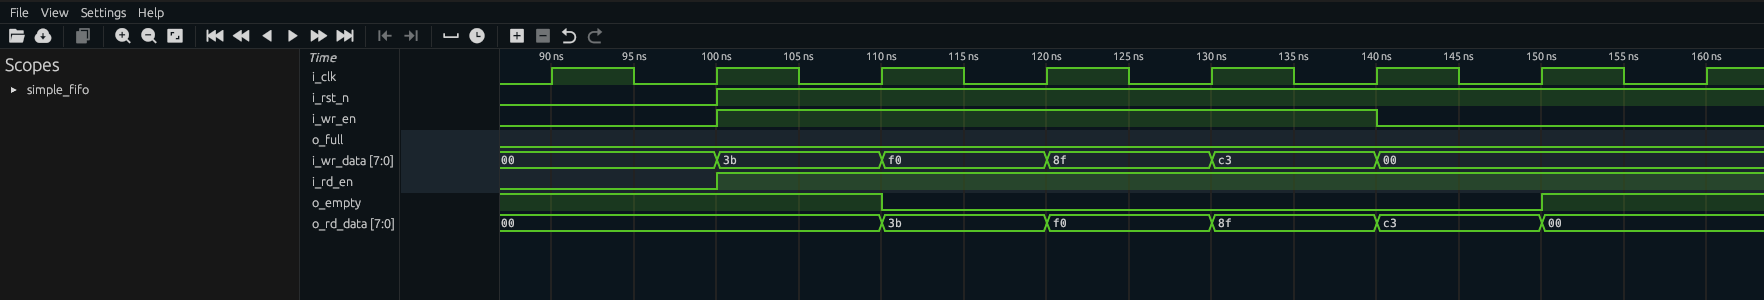 File View Settings Help
Scopes
simple_fifo
Time
90 ns 95 ns 100 ns 105 ns 110 ns 115 ns 120 ns 125 ns 130 ns 135 ns 140 ns 145 ns 150 ns 155 ns 160 ns
i_clk
i_rst_n
i_wr_en
o_full
i_wr_data [7:0] 00 3b f0 8f c3 00
i_rd_en
o_empty
o_rd_data [7:0] 00 3b f0 8f c3 00